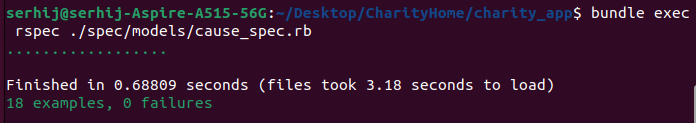 serhij@serhij-Aspire-A515-56G:~/Desktop/CharityHome/charity_app$ bundle exec
rspec ./spec/models/cause_spec.rb
..................
Finished in 0.68809 seconds (files took 3.18 seconds to load)
18 examples, 0 failures